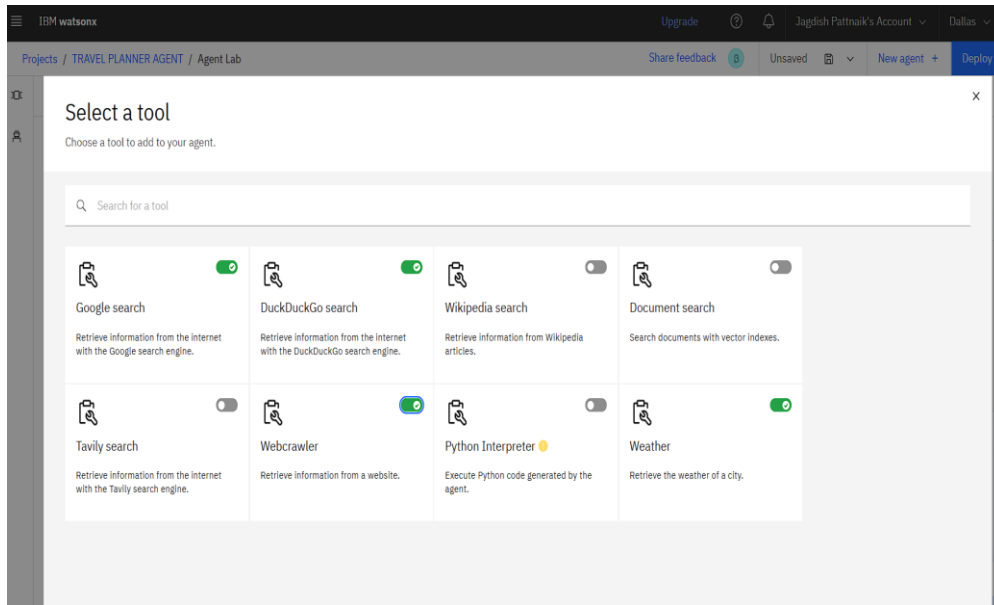 IBM watsonx Upgrade Jagdish Pattnaik's Account Dallas
Projects / TRAVEL PLANNER AGENT / Agent Lab Share feedback β Unsaved New agent + Deploy
Select a tool
X
Choose a tool to add to your agent.
Search for a tool
Google search
Retrieve information from the internet
with the Google search engine.
DuckDuckGo search
Retrieve information from the internet
with the DuckDuckGo search engine.
Wikipedia search
Retrieve information from Wikipedia
articles.
Document search
Search documents with vector indexes.
Tavily search
Retrieve information from the internet
with the Tavily search engine.
Webcrawler
Retrieve information from a website.
Python Interpreter
Execute Python code generated by the
agent.
Weather
Retrieve the weather of a city.